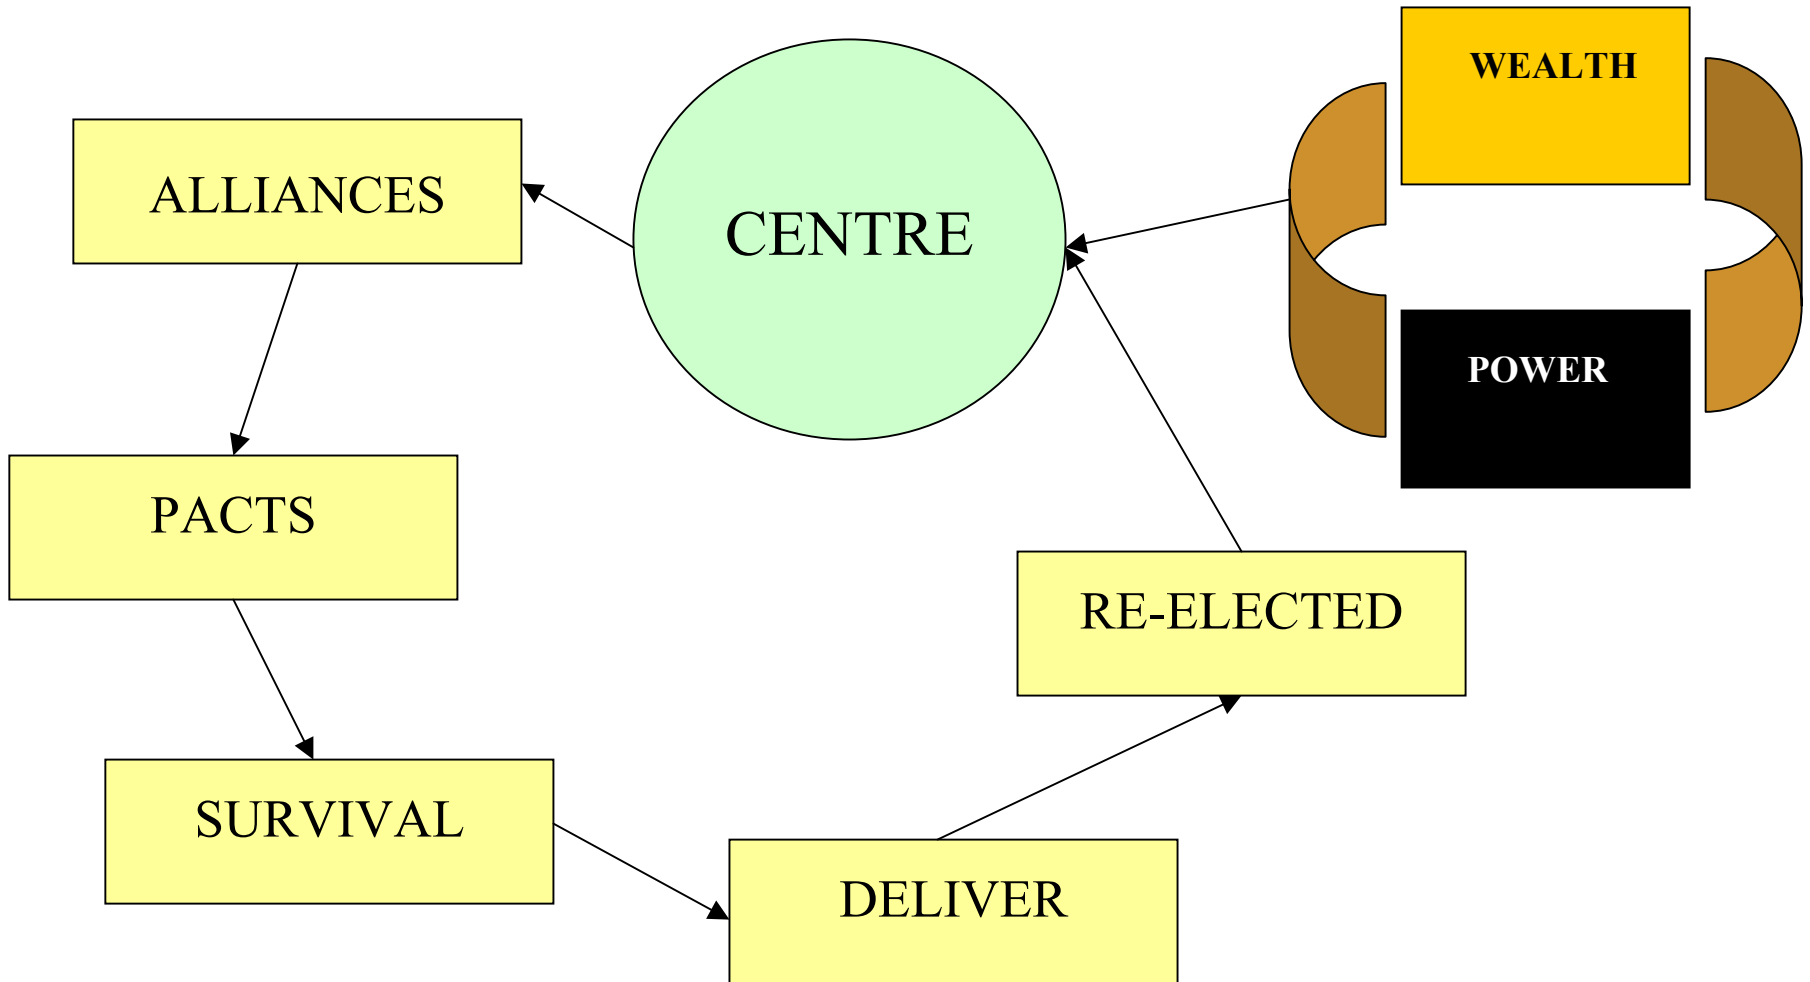 WEALTH
ALLIANCES
CENTRE
POWER
PACTS
RE-ELECTED
SURVIVAL
DELIVER